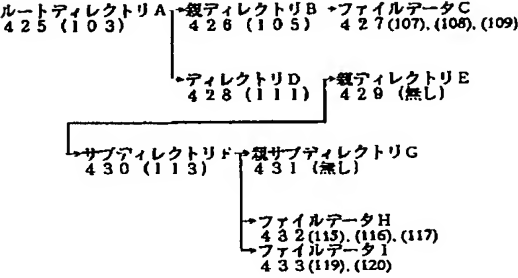 ルートディレクトリA 親ディレクトリB ファイルデータC
425(103) 426(105) 427(107)，(108)，(109)
ディレクトリD 親ディレクトリE
428(111) 429(無し)
サブディレクトリF 親サブディレクトリG
430(113) 431(無し)
ファイルデータH
432(115)，(116)，(117)
ファイルデータI
433(119)，(120)